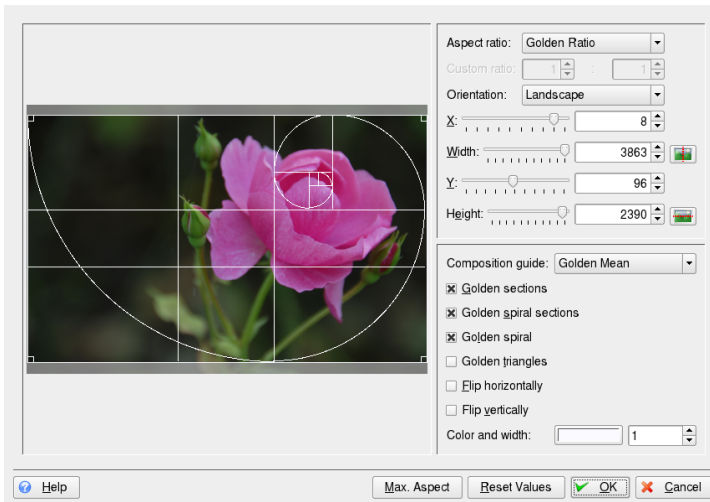 Aspect ratio: Golden Ratio
Custom ratio: 1 : 1
Orientation: Landscape
X: 8
Width: 3863
Y: 96
Height: 2390
Composition guide: Golden Mean
Golden sections
Golden spiral sections
Golden spiral
Golden triangles
Flip horizontally
Flip vertically
Color and width: 1
Help Max. Aspect Reset Values OK Cancel